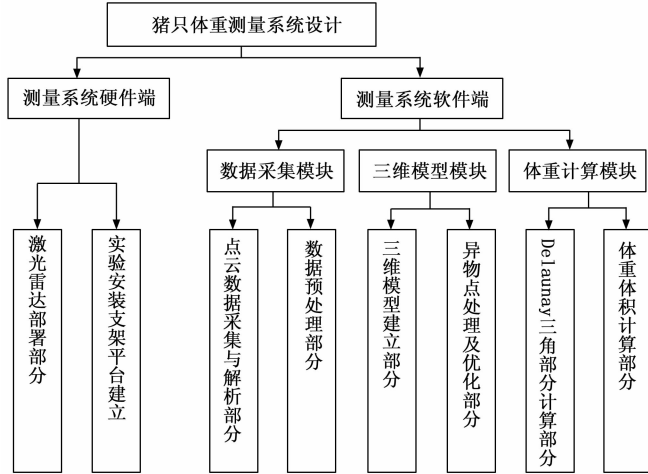 猪只体重测量系统设计
测量系统硬件端
测量系统软件端
数据采集模块
三维模型模块
体重计算模块
激光雷达部署部分
实验安装支架平台建立
点云数据采集与解析部分
数据预处理部分
三维模型建立部分
异物点处理及优化部分
Delaunay三角部分计算部分
体重体积计算部分